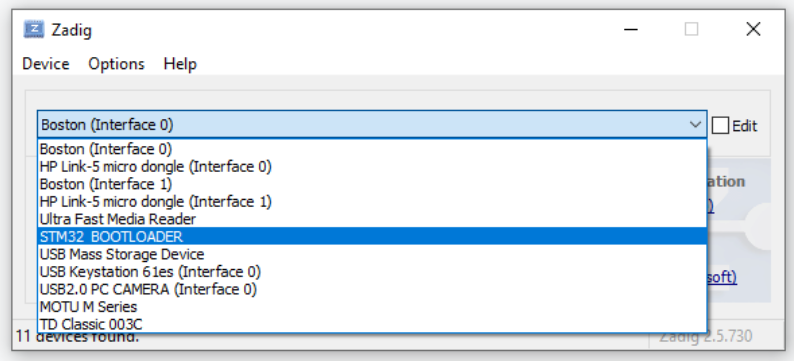 Zadig
Device Options Help
Boston (Interface 0)
Edit
Boston (Interface 0)
HP Link-5 micro dongle (Interface 0)
Boston (Interface 1)
HP Link-5 micro dongle (Interface 1)
Ultra Fast Media Reader
STM32 BOOTLOADER
USB Mass Storage Device
USB Keystation 61es (Interface 0)
USB2.0 PC CAMERA (Interface 0)
MOTU M Series
TD Classic 003C
ation
)
soft)
11 devices found.
Zadig 2.5.730